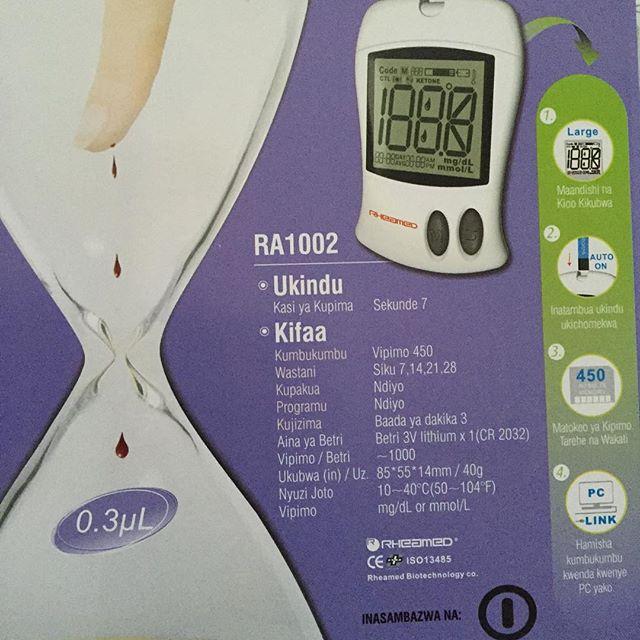 Code M
CTL KETONE
mg/dL
mmol/L
RHEAMED
RA1002
• Ukindu
Kasi ya Kupima Sekunde 7
• Kifaa
Kumbukumbu Vipimo 450
Wastani Siku 7,14,21.28
Kupakua Ndiyo
Programu Ndiyo
Kujizima Baada ya dakika 3
Aina ya Betri Betri 3V lithium x 1(CR 2032)
Vipimo / Betri ~1000
Ukubwa (in) / Uz. 85*55*14mm / 40g
Nyuzi Joto 10~40°C(50~104°F)
Vipimo mg/dL or mmol/L
0.3µL
RHEAMED®
CE ISO13485
Rheamed Biotechnology co.
INASAMBAZWA NA:
1.
Large
Maandishi na
Kioo Kikubwa
2.
AUTO
ON
Inatambua ukindu
ukichomekwa
3.
450
Matokeo ya Kipimo.
Tarehe na Wakati
4.
PC
LINK
Hamisha
kumbukumbu
kwenda kwenye
PC yako